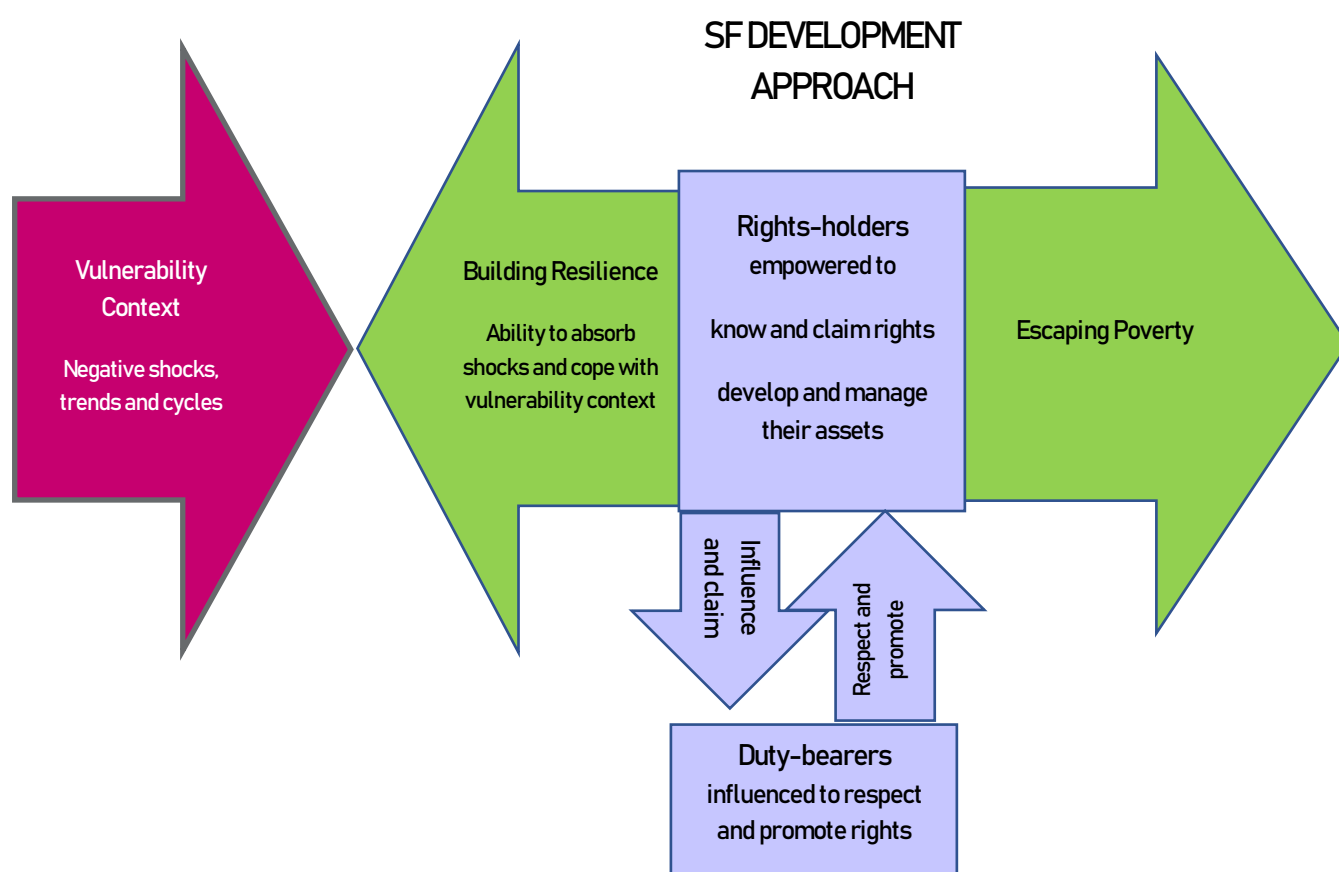 SF DEVELOPMENT
APPROACH
Vulnerability
Context
Negative shocks,
trends and cycles
Building Resilience
Ability to absorb
shocks and cope with
vulnerability context
Rights-holders
empowered to
know and claim rights
develop and manage
their assets
Escaping Poverty
Influence
and claim
Respect and
promote
Duty-bearers
influenced to respect
and promote rights